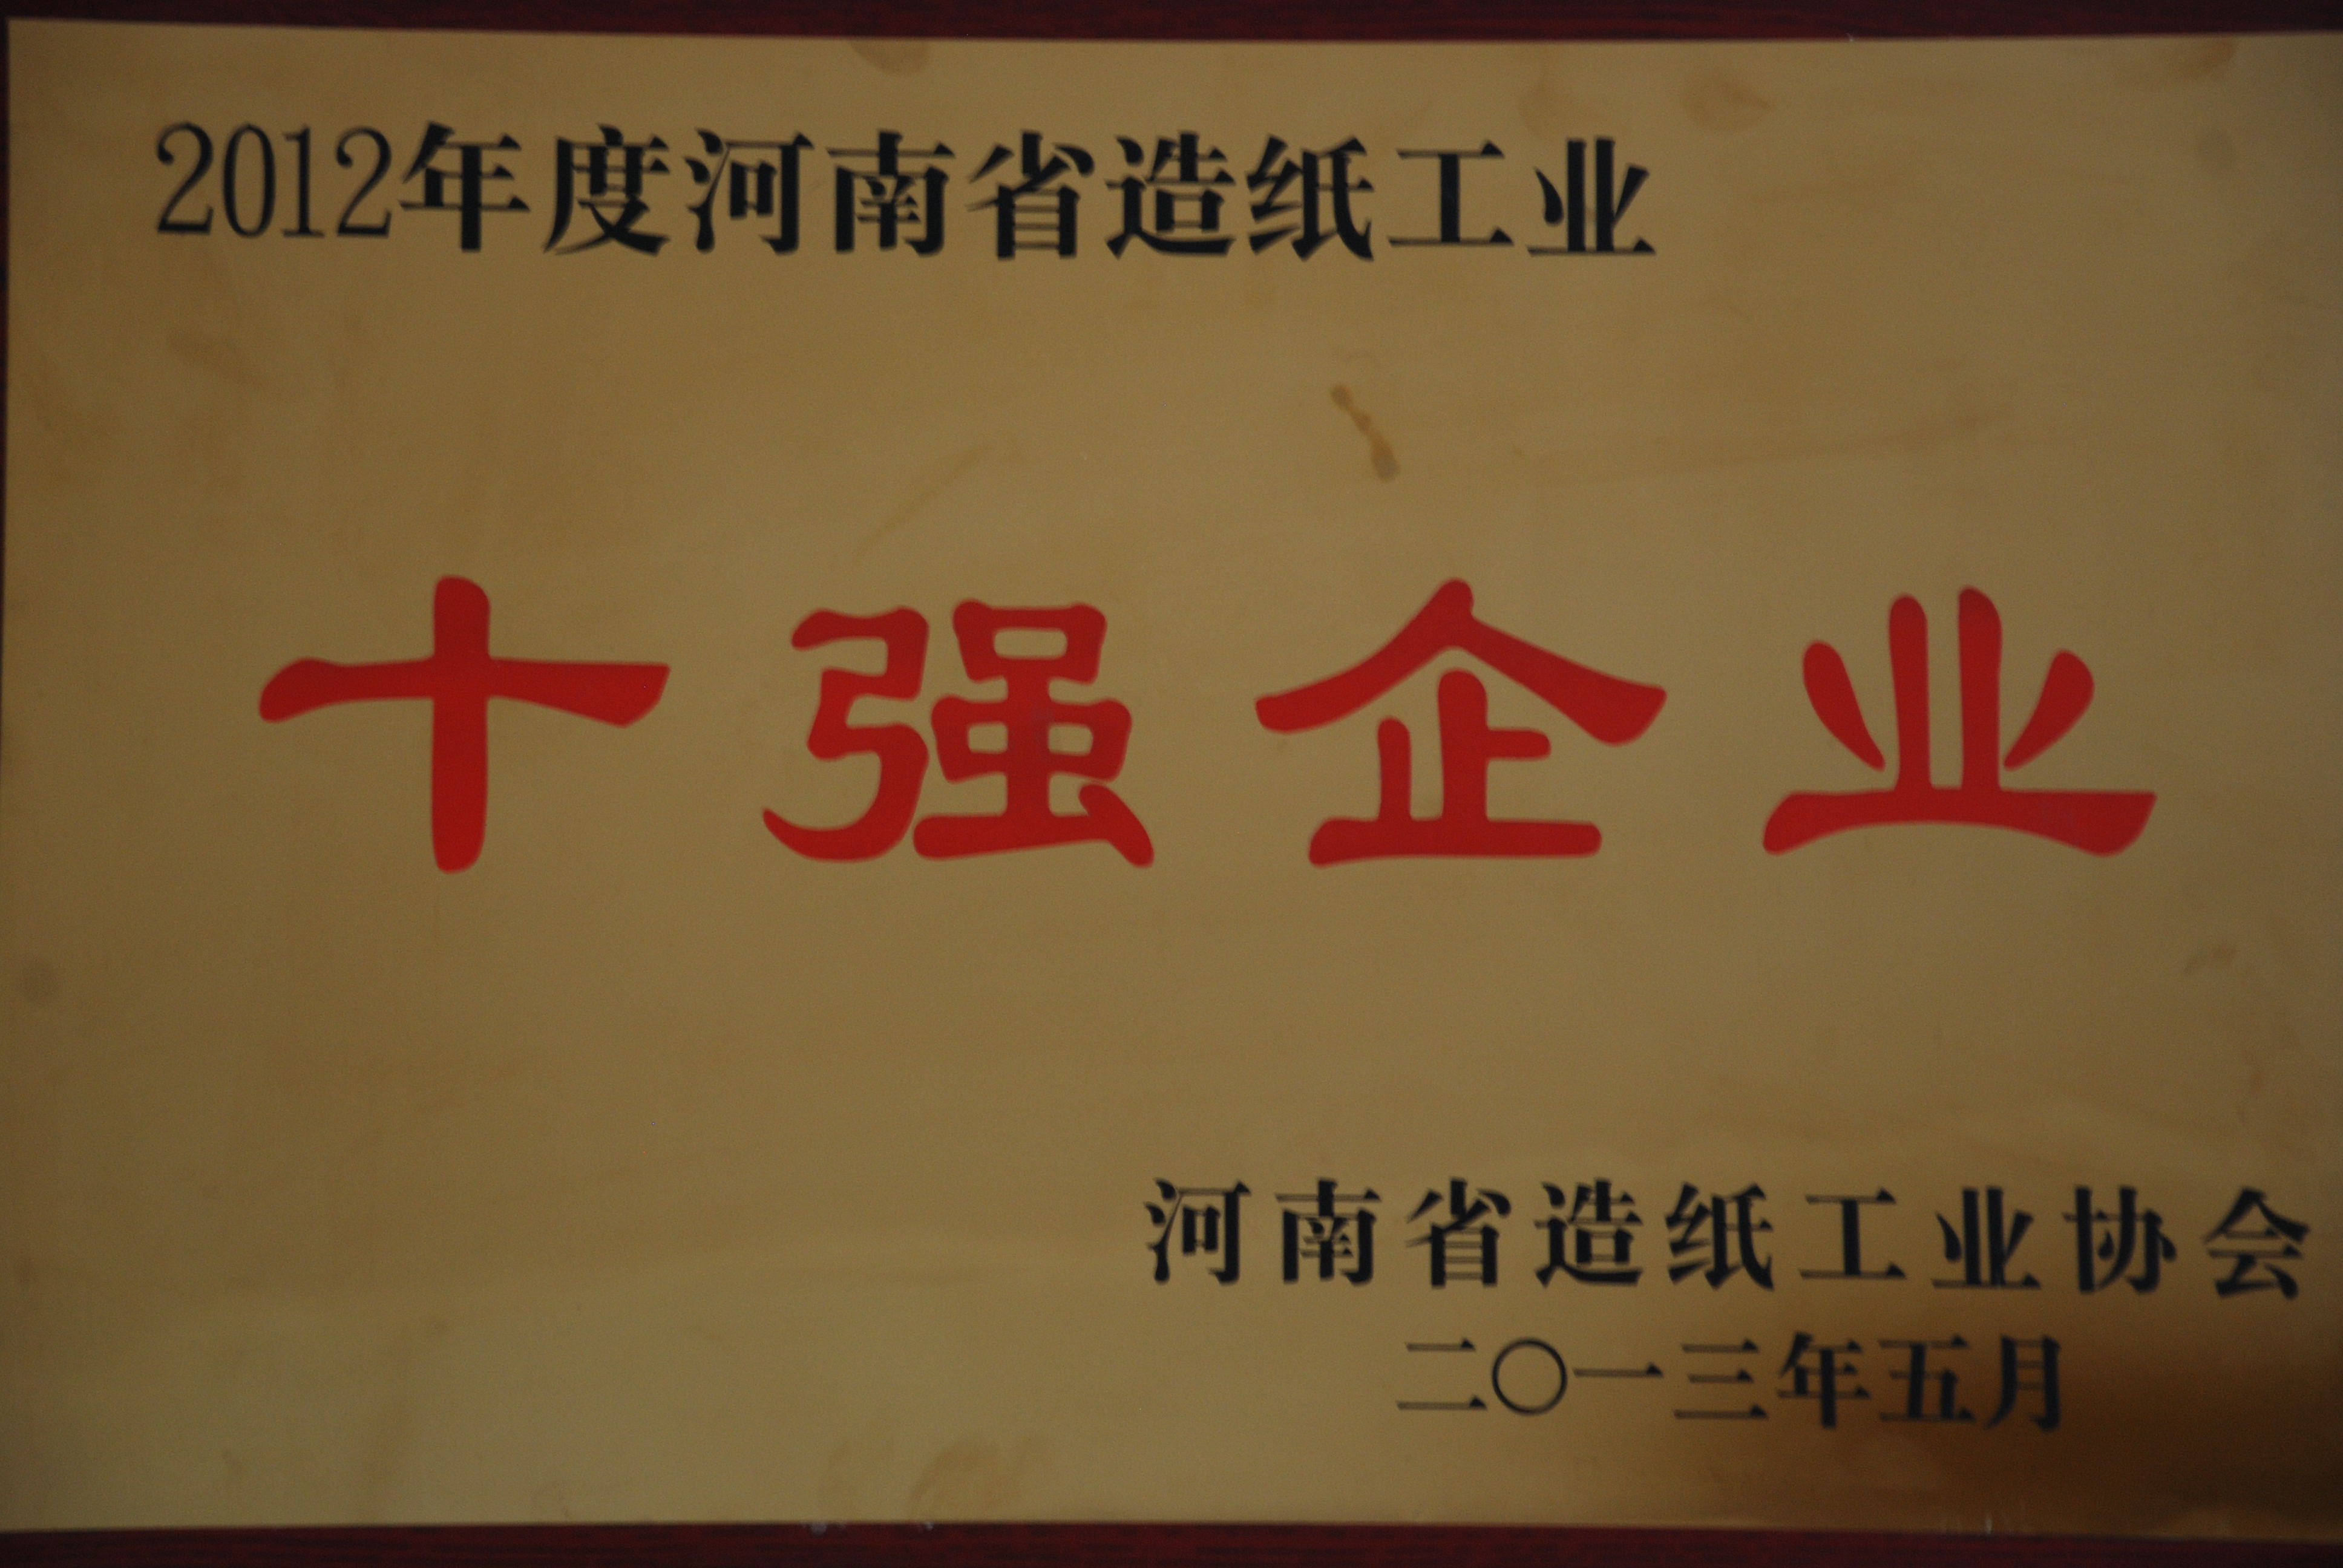 2012年度河南省造纸工业
十强企业
河南省造纸工业协会
二〇一三年五月